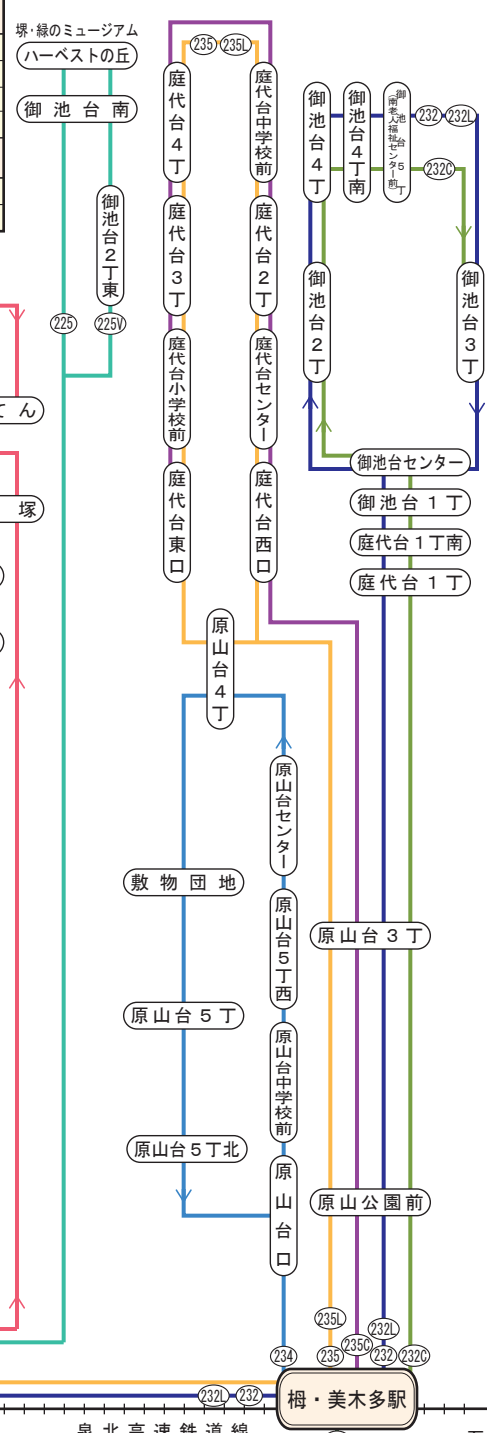 堺・緑のミュージアム
ハーベストの丘
御池台南
御池台2丁東
225
225V
てん
塚
235
235L
庭代台4丁
庭代台3丁
庭代台小学校前
庭代台東口
庭代台中学校前
庭代台2丁
庭代台センター
庭代台西口
御池台4丁
御池台4丁南
御池台5丁
(南老人福祉センター前)
232
232L
232C
御池台2丁
御池台3丁
御池台センター
御池台1丁
庭代台1丁南
庭代台1丁
原山台4丁
原山台センター
敷物団地
原山台5丁西
原山台3丁
原山台5丁
原山台中学校前
原山台5丁北
原山台口
原山公園前
235L
232L
235C
234
235
232
232C
232L
232
栂・美木多駅
泉北高速鉄道線